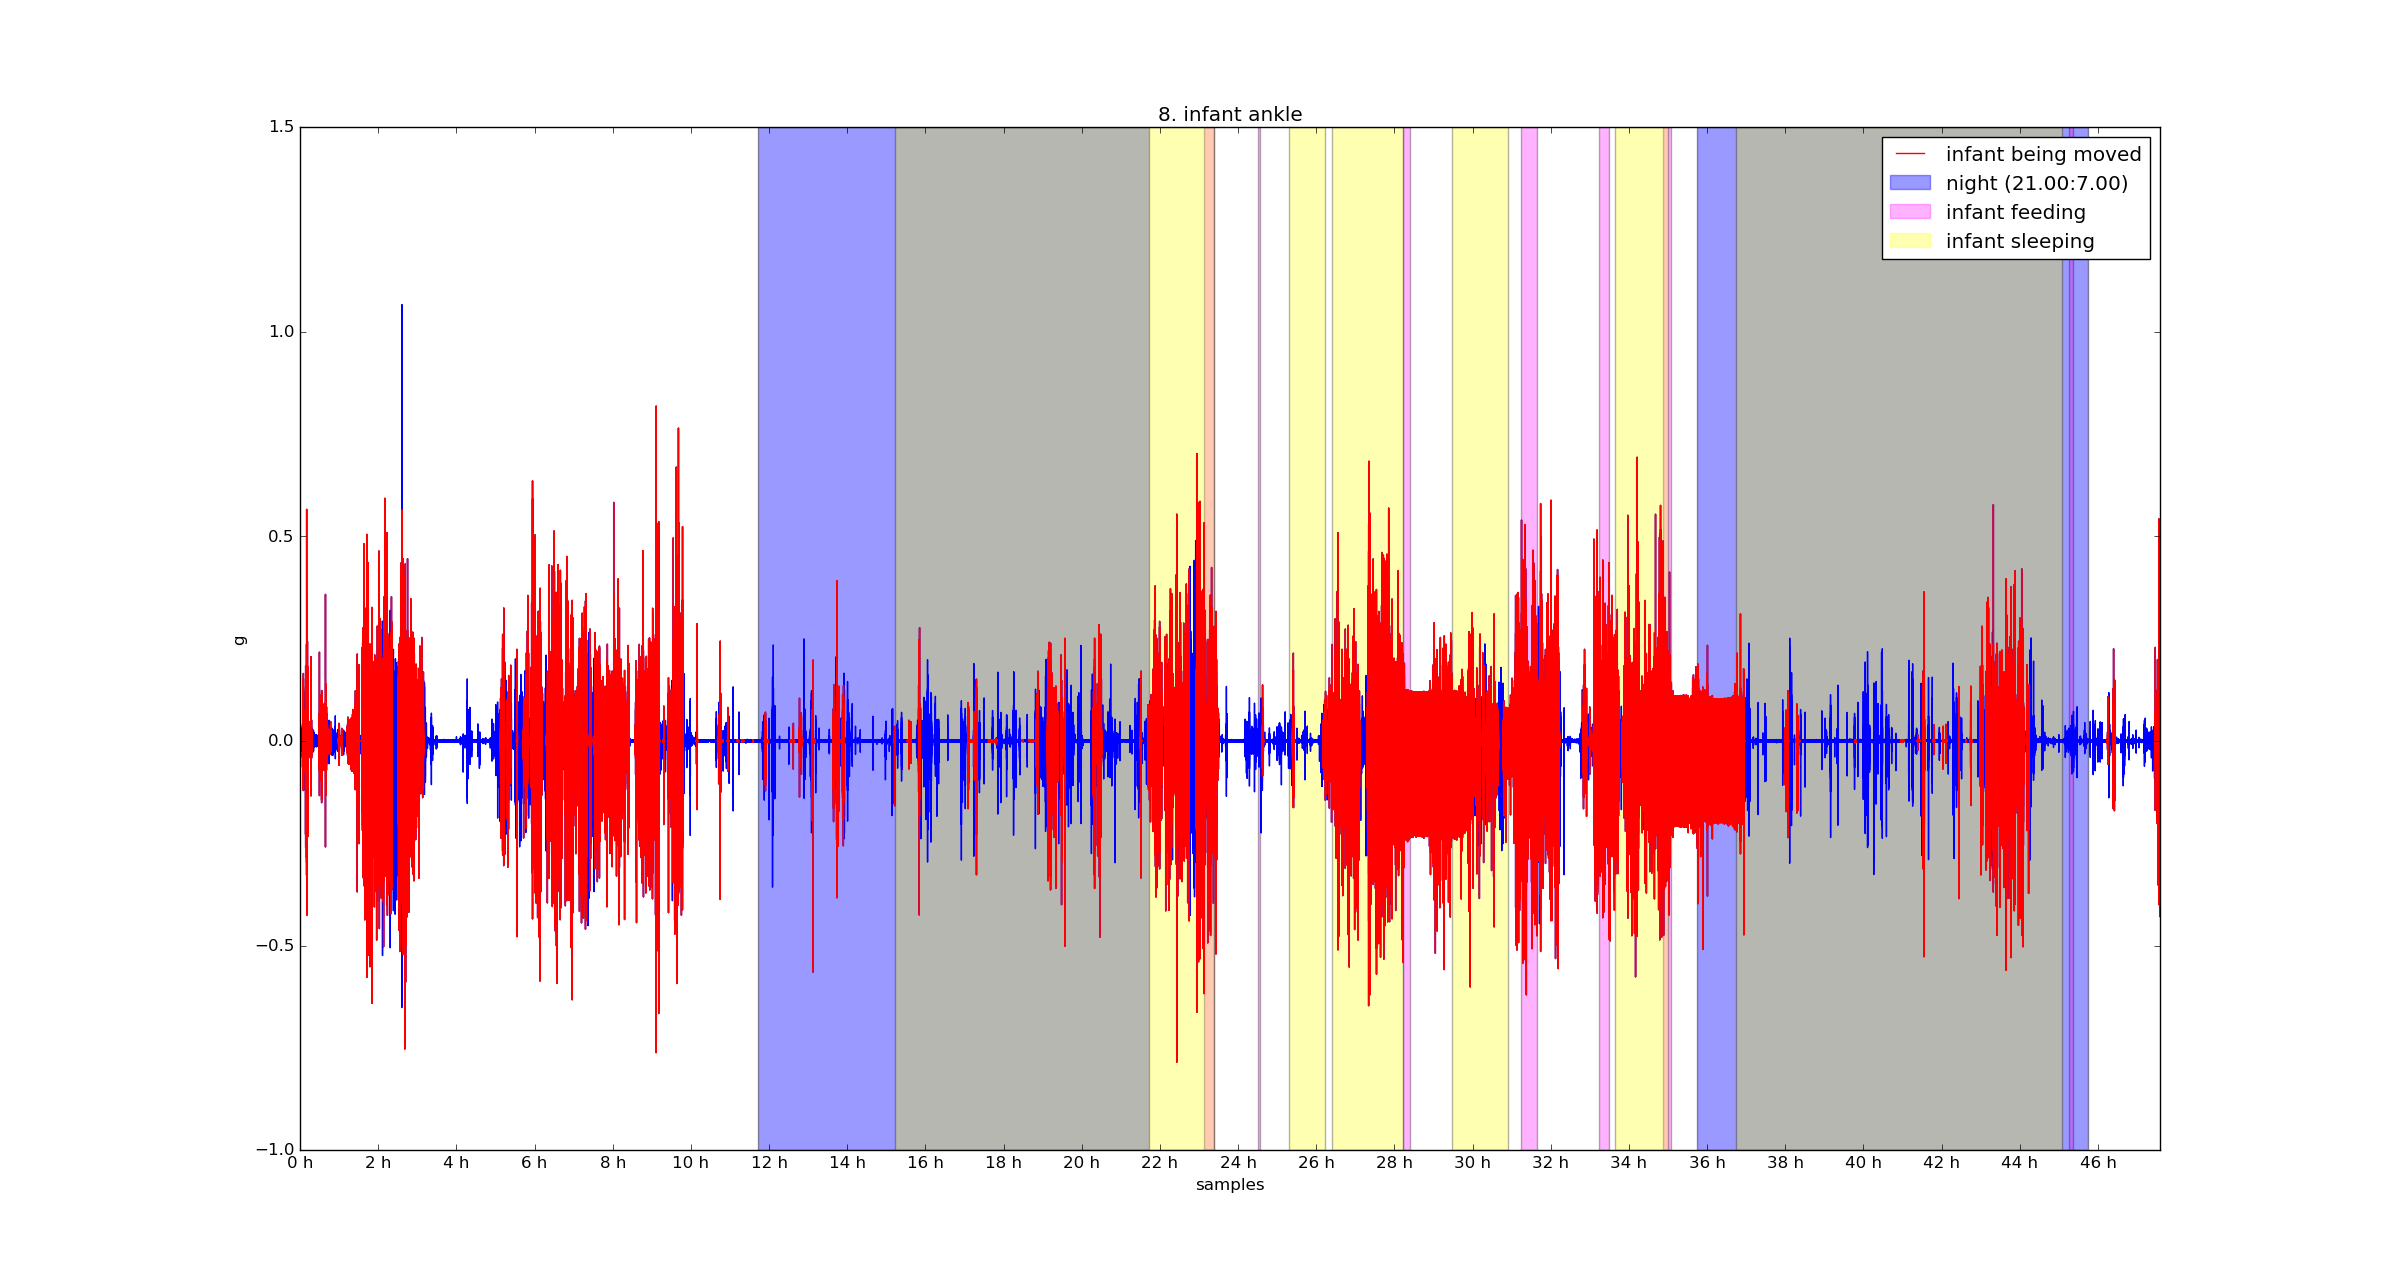 8. infant ankle
1.5
1.0
0.5
0.0
−0.5
−1.0
g
infant being moved
night (21.00:7.00)
infant feeding
infant sleeping
0 h 2 h 4 h 6 h 8 h 10 h 12 h 14 h 16 h 18 h 20 h 22 h 24 h 26 h 28 h 30 h 32 h 34 h 36 h 38 h 40 h 42 h 44 h 46 h
samples